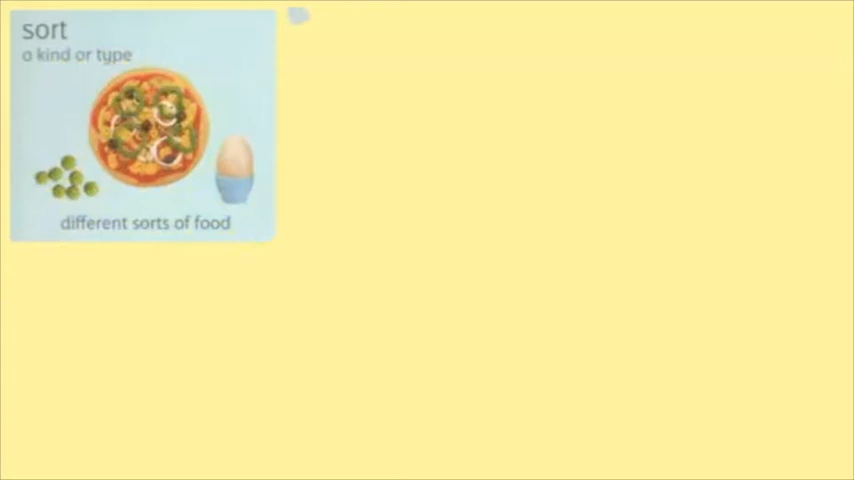 sort
a kind or type
different sorts of food